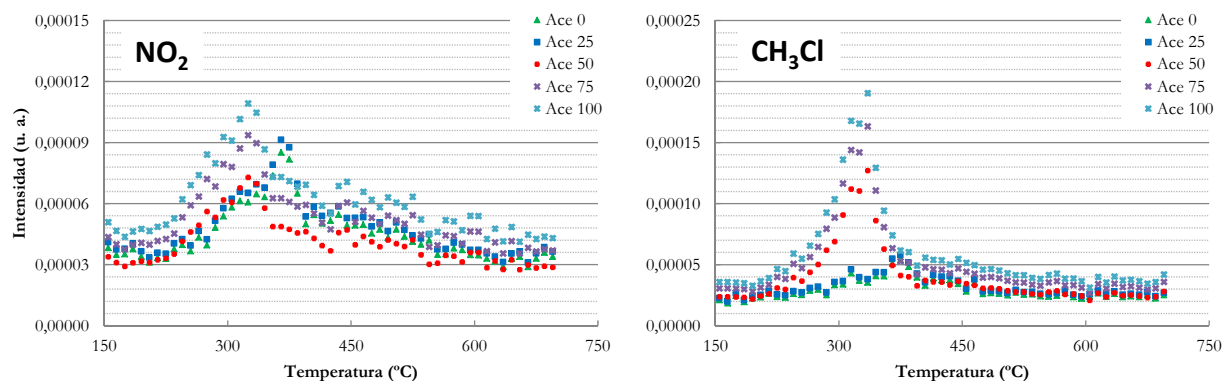 NO2
Intensidad (u. a.)
0,00015
0,00012
0,00009
0,00006
0,00003
0,00000
150
300
450
600
750
Temperatura (ºC)
Ace 0
Ace 25
Ace 50
Ace 75
Ace 100
CH3Cl
0,00025
0,00020
0,00015
0,00010
0,00005
0,00000
150
300
450
600
750
Temperatura (ºC)
Ace 0
Ace 25
Ace 50
Ace 75
Ace 100